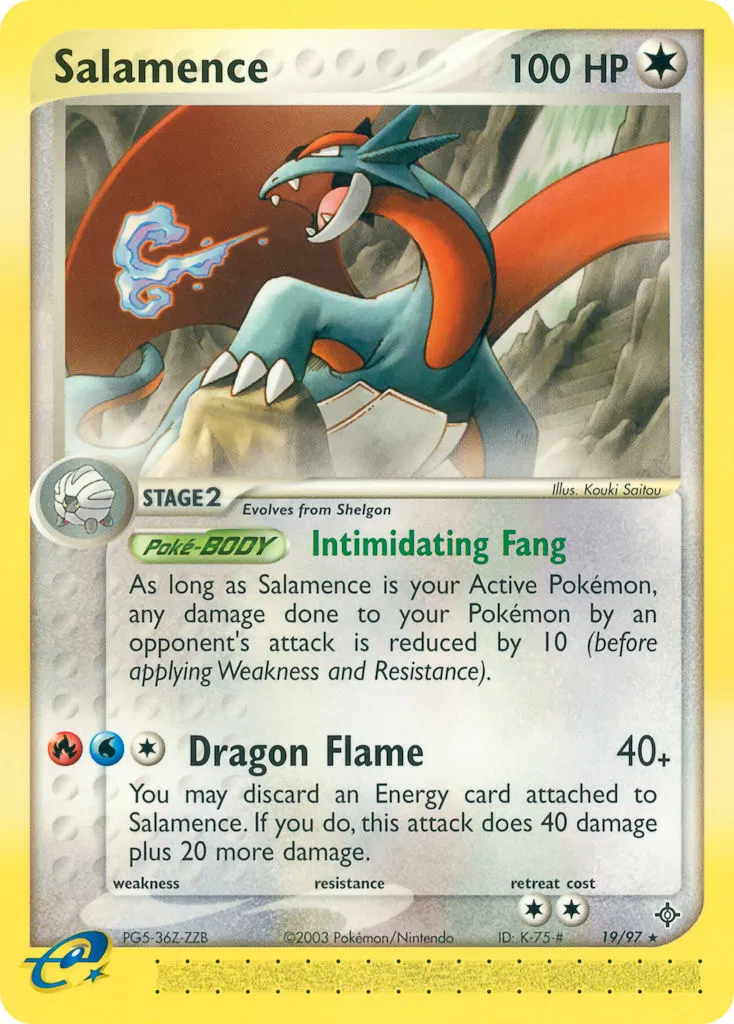 Salamence 100 HP
Illus. Kouki Saitou
STAGE 2
Evolves from Shelgon
Poké-BODY Intimidating Fang
As long as Salamence is your Active Pokémon,
any damage done to your Pokémon by an
opponent's attack is reduced by 10 (before
applying Weakness and Resistance).
Dragon Flame 40+
You may discard an Energy card attached to
Salamence. If you do, this attack does 40 damage
plus 20 more damage.
weakness resistance retreat cost
PG5-36Z-ZZB ©2003 Pokémon/Nintendo ID: K-75-# 19/97 ★
e